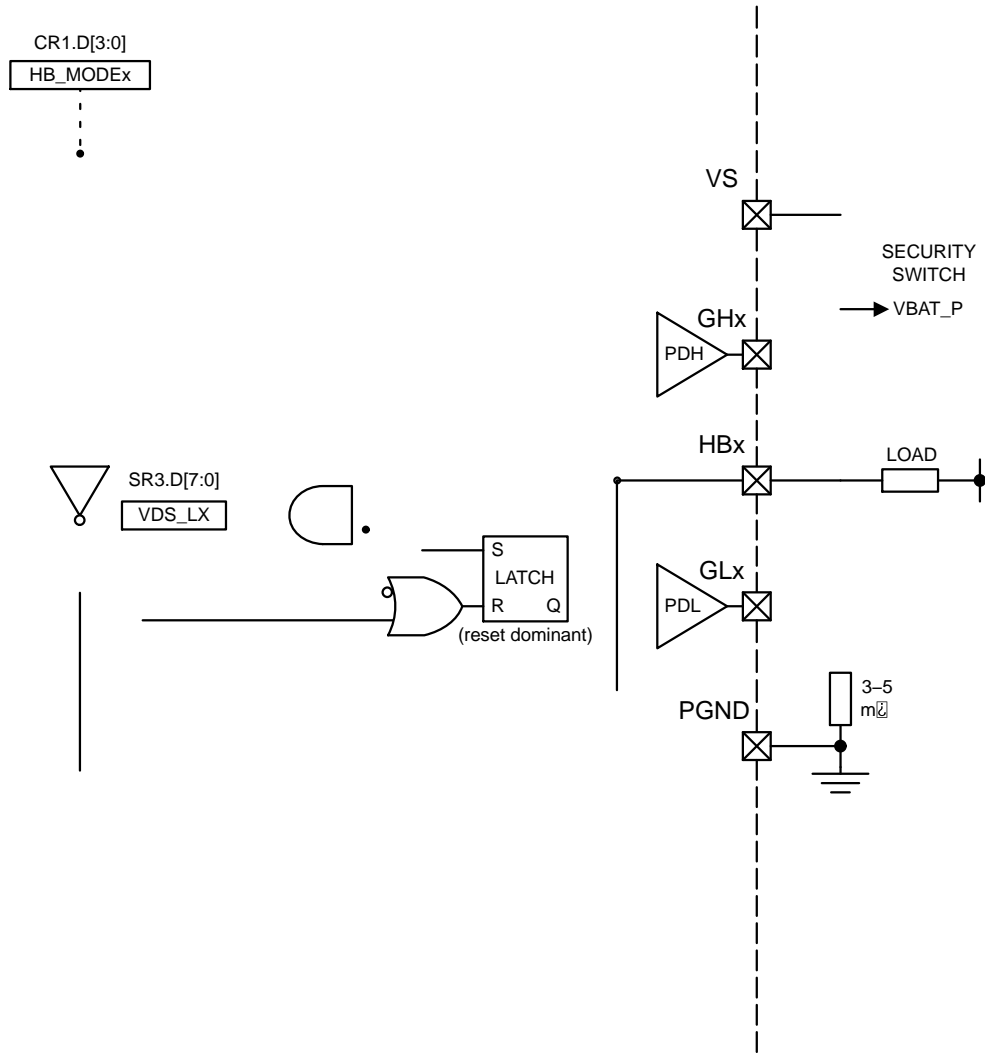 CR1.D[3:0]
HB_MODEx
VS
SECURITY
SWITCH
VBAT_P
GHx
PDH
HBx
LOAD
SR3.D[7:0]
VDS_LX
S
LATCH
R Q
(reset dominant)
GLx
PDL
3–5
PGND